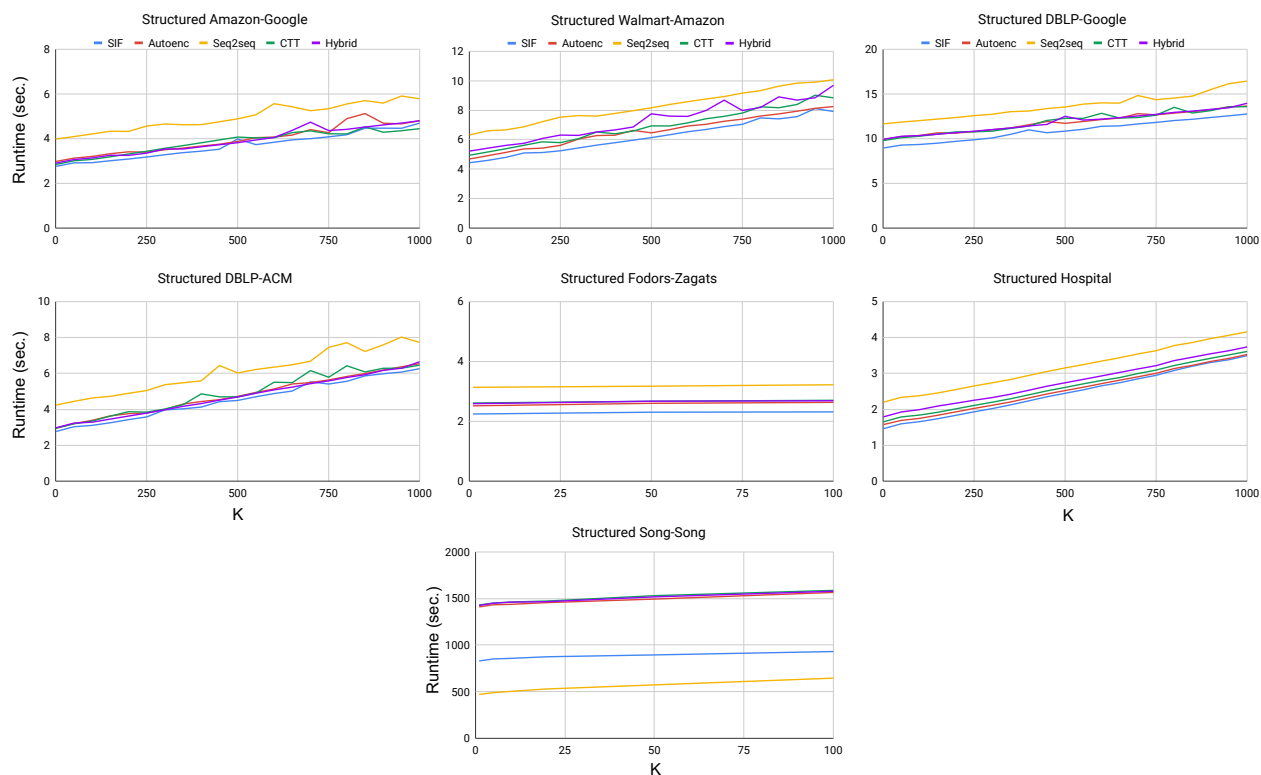 Structured Amazon-Google
SIF Autoenc Seq2seq CTT Hybrid
Runtime (sec.)
8
6
4
2
0
0 250 500 750 1000
Structured Walmart-Amazon
SIF Autoenc Seq2seq CTT Hybrid
12
10
8
6
4
2
0
0 250 500 750 1000
Structured DBLP-Google
SIF Autoenc Seq2seq CTT Hybrid
20
15
10
5
0
0 250 500 750 1000
Structured DBLP-ACM
Runtime (sec.)
10
8
6
4
2
0
0 250 500 750 1000
K
Structured Fodors-Zagats
6
4
2
0
0 25 50 75 100
Structured Hospital
5
4
3
2
1
0
0 250 500 750 1000
K
Structured Song-Song
Runtime (sec.)
2000
1500
1000
500
0
0 25 50 75 100
K